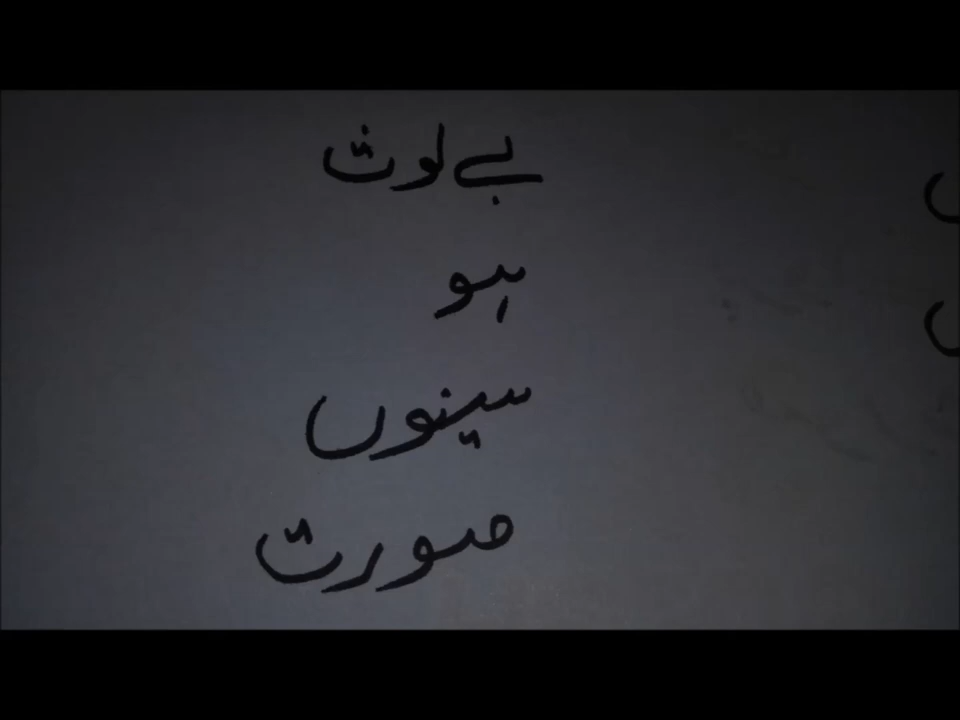 بے لوث
ہو
سینوں
صورت